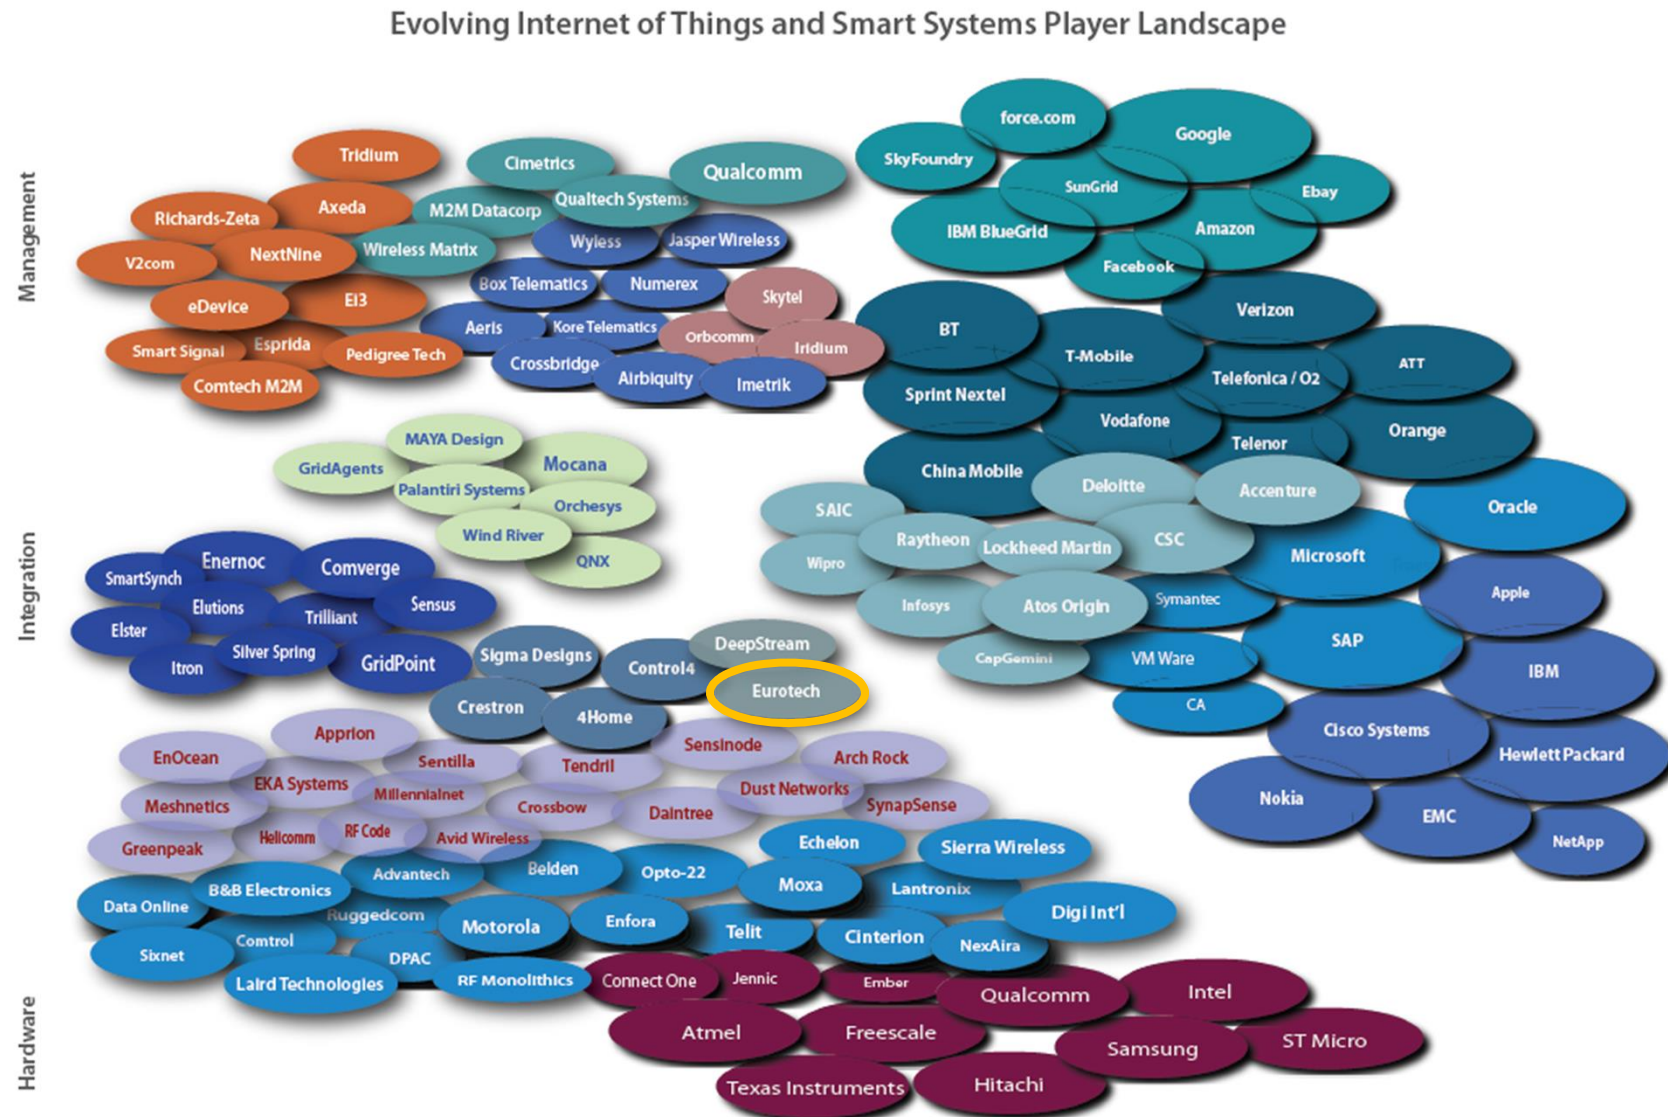 Evolving Internet of Things and Smart Systems Player Landscape
Management
Integration
Hardware
Tridium
Richards-Zeta
Axeda
V2com
NextNine
eDevice
EI3
Smart Signal
Esprida
Pedigree Tech
Comtech M2M
Cimetrics
Qualcomm
M2M Datacorp
Qualtech Systems
Wireless Matrix
Wyless
Jasper Wireless
Box Telematics
Numerex
Aeris
Kore Telematics
Crossbridge
Airbiquity
Imetrik
Skytel
Orbcomm
Iridium
force.com
Google
SkyFoundry
SunGrid
Ebay
IBM BlueGrid
Amazon
Facebook
Verizon
BT
T-Mobile
ATT
Telefonica / O2
Sprint Nextel
Vodafone
Orange
Telenor
China Mobile
MAYA Design
GridAgents
Mocana
Palantiri Systems
Orchesys
Wind River
QNX
Deloitte
Accenture
SAIC
Raytheon
Lockheed Martin
CSC
Wipro
Infosys
Atos Origin
CapGemini
Oracle
Microsoft
Symantec
SAP
VM Ware
CA
Apple
IBM
Cisco Systems
Hewlett Packard
Nokia
EMC
NetApp
Enernoc
SmartSynch
Comverge
Elutions
Trilliant
Sensus
Elster
Silver Spring
Itron
GridPoint
Sigma Designs
Control4
Crestron
4Home
DeepStream
Eurotech
Apprion
EnOcean
Sentilla
Tendril
Sensinode
Arch Rock
EKA Systems
Millennialnet
Dust Networks
Meshnetics
Crossbow
Daintree
SynapSense
Greenpeak
Helicomm
RF Code
Avid Wireless
Echelon
Sierra Wireless
Advantech
Belden
Opto-22
Moxa
Lantronix
B&B Electronics
Data Online
Ruggedcom
Motorola
Enfora
Telit
Cinterion
NexAira
Digi Int'l
Sixnet
Comtrol
DPAC
Laird Technologies
RF Monolithics
Connect One
Jennic
Ember
Qualcomm
Intel
Atmel
Freescale
Samsung
ST Micro
Texas Instruments
Hitachi